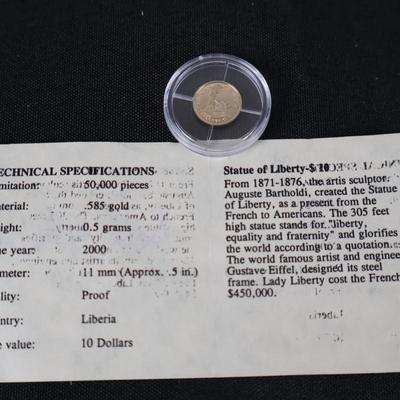 TECHNICAL SPECIFICATIONS
mitation: 50,000 pieces
aterial: .585 gold
ight: 0.5 grams
ue year: 2000
ameter: 11 mm (Approx. .5 in.)
lity: Proof
ntry: Liberia
e value: 10 Dollars
Statue of Liberty-$10
From 1871-1876, the artis sculptor,
Auguste Bartholdi, created the Statue
of Liberty, as a present from the
French to Americans. The 305 feet
high statue stands for "liberty,
equality and fraternity" and glorifies
the world according to a quotation.
The world famous artist and engineer
Gustave Eiffel, designed its steel
frame. Lady Liberty cost the French
$450,000.